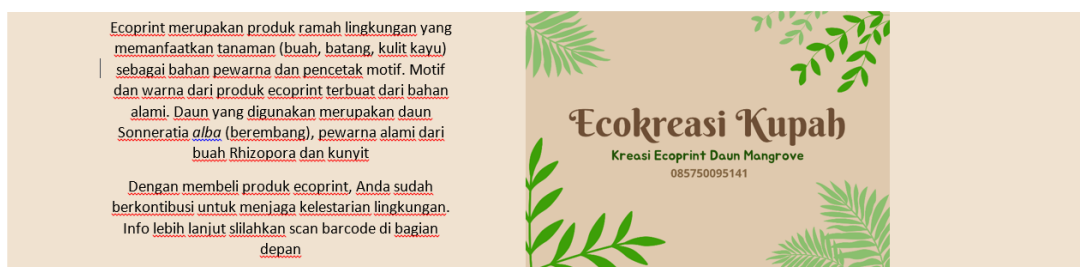 Ecoprint merupakan produk ramah lingkungan yang
memanfaatkan tanaman (buah, batang, kulit kayu)
sebagai bahan pewarna dan pencetak motif. Motif
dan warna dari produk ecoprint terbuat dari bahan
alami. Daun yang digunakan merupakan daun
Sonneratia alba (berembang), pewarna alami dari
buah Rhizopora dan kunyit
Dengan membeli produk ecoprint, Anda sudah
berkontibusi untuk menjaga kelestarian lingkungan.
Info lebih lanjut slilahkan scan barcode di bagian
depan
Ecokreasi Kupah
Kreasi Ecoprint Daun Mangrove
085750095141